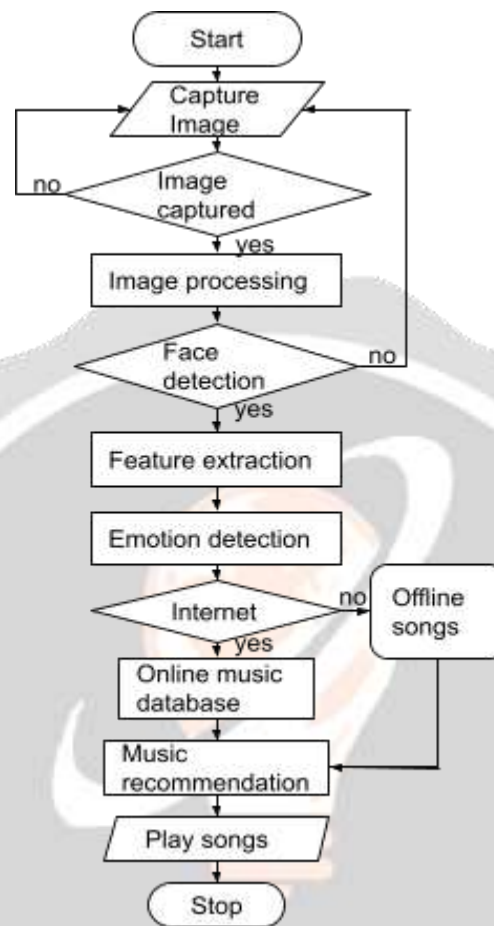 Start
Capture
Image
no
Image
captured
yes
Image processing
Face
detection
no
yes
Feature extraction
Emotion detection
Internet
no
Offline
songs
yes
Online music
database
Music
recommendation
Play songs
Stop